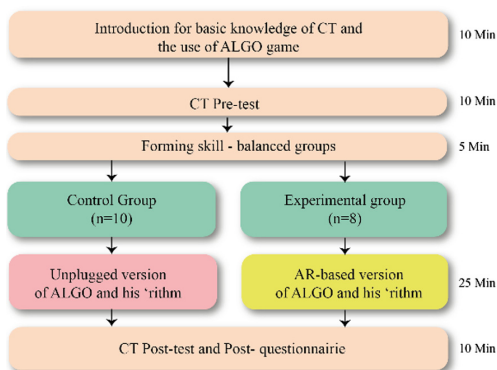 Introduction for basic knowledge of CT and
the use of ALGO game
10 Min
CT Pre-test
10 Min
Forming skill - balanced groups
5 Min
Control Group
(n=10)
Experimental group
(n=8)
Unplugged version
of ALGO and his ‘rithm
AR-based version
of ALGO and his ‘rithm
25 Min
CT Post-test and Post- questionnairie
10 Min